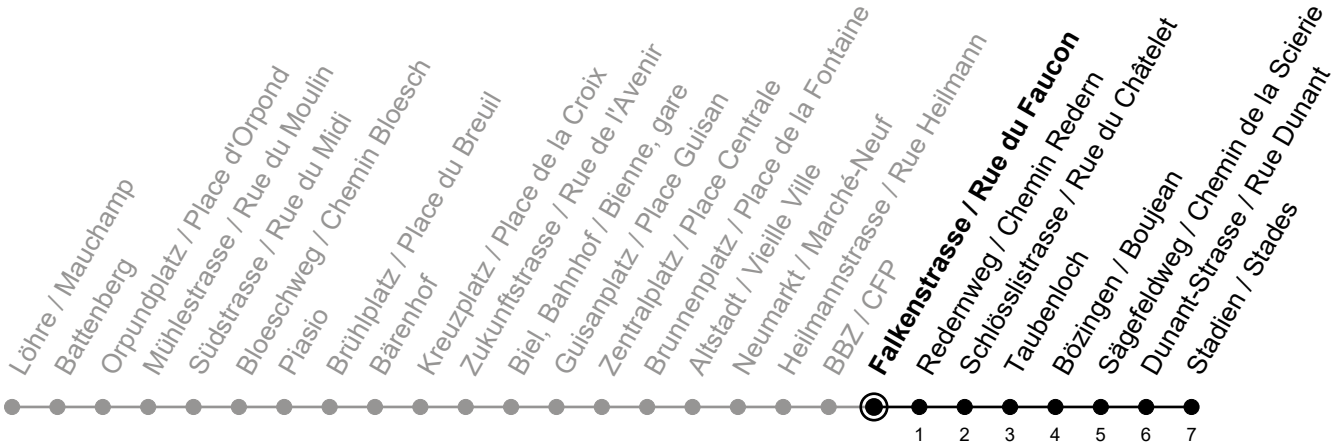 Löhre / Mauchamp
Battenberg
Orpundplatz / Place d'Orpond
Mühlestrasse / Rue du Moulin
Südstrasse / Rue du Midi
Bloeschweg / Chemin Bloesch
Piasio
Brühlplatz / Place du Breuil
Bärenhof
Kreuzplatz / Place de la Croix
Zukunftstrasse / Rue de l'Avenir
Biel, Bahnhof / Bienne, gare
Guisanplatz / Place Guisan
Zentralplatz / Place Centrale
Brunnenplatz / Place de la Fontaine
Altstadt / Vieille Ville
Neumarkt / Marché-Neuf
Heilmannstrasse / Rue Heilmann
BBZ / CFP
Falkenstrasse / Rue du Faucon
Redernweg / Chemin Redern
Schlösslistrasse / Rue du Châtelet
Taubenloch
Bözingen / Boujean
Sägefeldweg / Chemin de la Scierie
Dunant-Strasse / Rue Dunant
Stadien / Stades
1 2 3 4 5 6 7